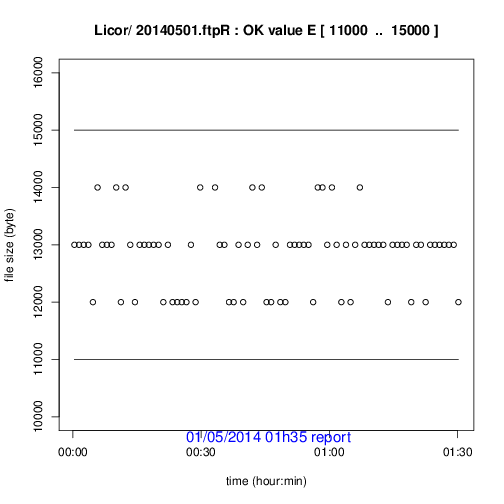 Licor/ 20140501.ftpR : OK value E [ 11000 .. 15000 ]
file size (byte)
16000
15000
14000
13000
12000
11000
10000
01/05/2014 01h35 report
00:00 00:30 01:00 01:30
time (hour:min)